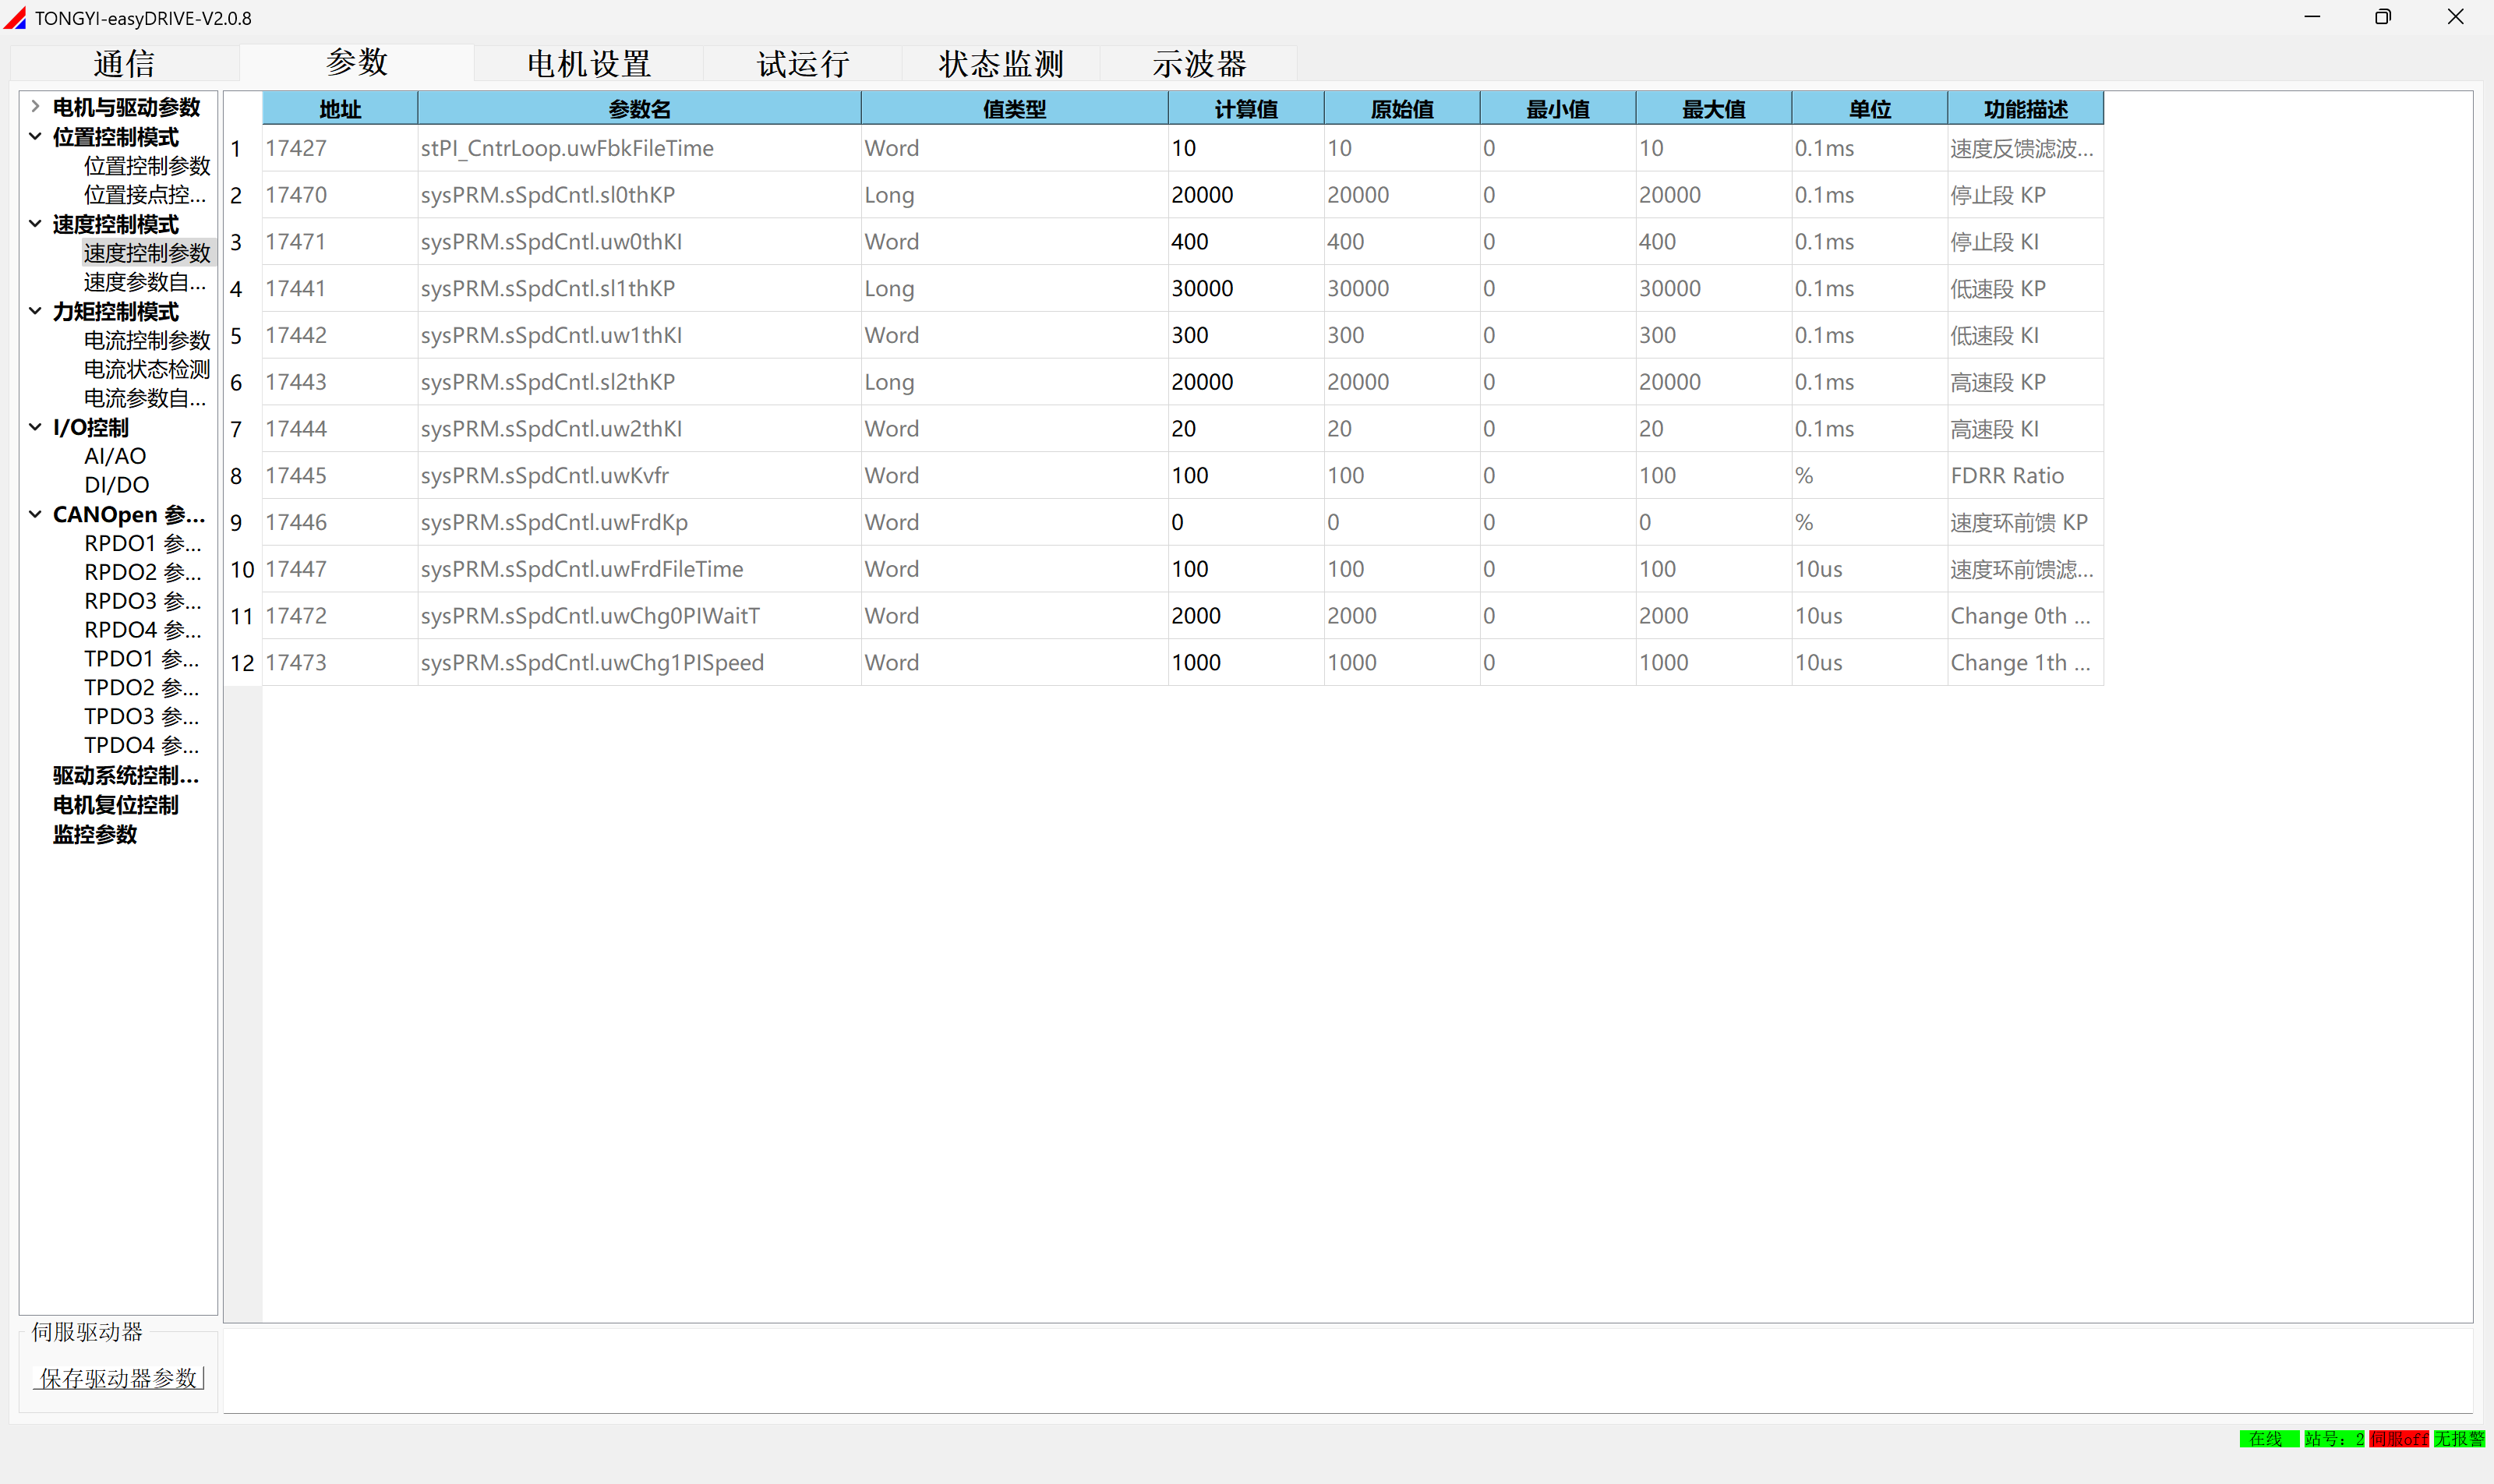 TONGYI-easyDRIVE-V2.0.8
通信 参数 电机设置 试运行 状态监测 示波器
电机与驱动参数
位置控制模式
位置控制参数
位置接点控...
速度控制模式
速度控制参数
速度参数自...
力矩控制模式
电流控制参数
电流状态检测
电流参数自...
I/O控制
AI/AO
DI/DO
CANOpen 参...
RPDO1 参...
RPDO2 参...
RPDO3 参...
RPDO4 参...
TPDO1 参...
TPDO2 参...
TPDO3 参...
TPDO4 参...
驱动系统控制...
电机复位控制
监控参数
地址 参数名 值类型 计算值 原始值 最小值 最大值 单位 功能描述
1 17427 stPI_CntrLoop.uwFbkFileTime Word 10 10 0 10 0.1ms 速度反馈滤波...
2 17470 sysPRM.sSpdCntl.sl0thKP Long 20000 20000 0 20000 0.1ms 停止段 KP
3 17471 sysPRM.sSpdCntl.uw0thKI Word 400 400 0 400 0.1ms 停止段 KI
4 17441 sysPRM.sSpdCntl.sl1thKP Long 30000 30000 0 30000 0.1ms 低速段 KP
5 17442 sysPRM.sSpdCntl.uw1thKI Word 300 300 0 300 0.1ms 低速段 KI
6 17443 sysPRM.sSpdCntl.sl2thKP Long 20000 20000 0 20000 0.1ms 高速段 KP
7 17444 sysPRM.sSpdCntl.uw2thKI Word 20 20 0 20 0.1ms 高速段 KI
8 17445 sysPRM.sSpdCntl.uwKvfr Word 100 100 0 100 % FDRR Ratio
9 17446 sysPRM.sSpdCntl.uwFrdKp Word 0 0 0 0 % 速度环前馈 KP
10 17447 sysPRM.sSpdCntl.uwFrdFileTime Word 100 100 0 100 10us 速度环前馈滤...
11 17472 sysPRM.sSpdCntl.uwChg0PIWaitT Word 2000 2000 0 2000 10us Change 0th ...
12 17473 sysPRM.sSpdCntl.uwChg1PISpeed Word 1000 1000 0 1000 10us Change 1th ...
伺服驱动器
保存驱动器参数
在线 站号: 2 伺服off 无报警